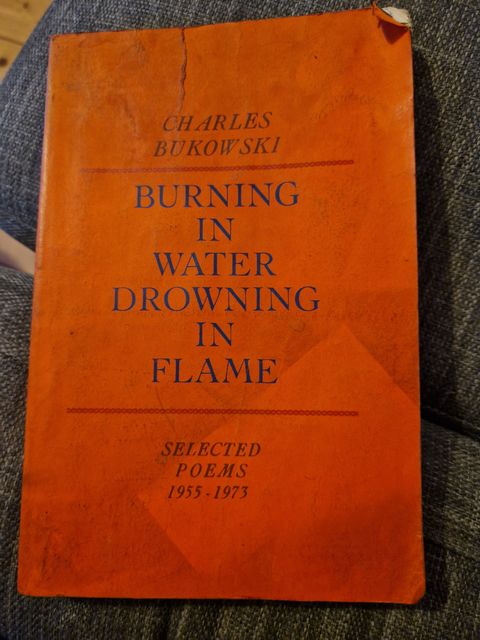 CHARLES
BUKOWSKI
BURNING
IN
WATER
DROWNING
IN
FLAME
SELECTED
POEMS
1955-1973